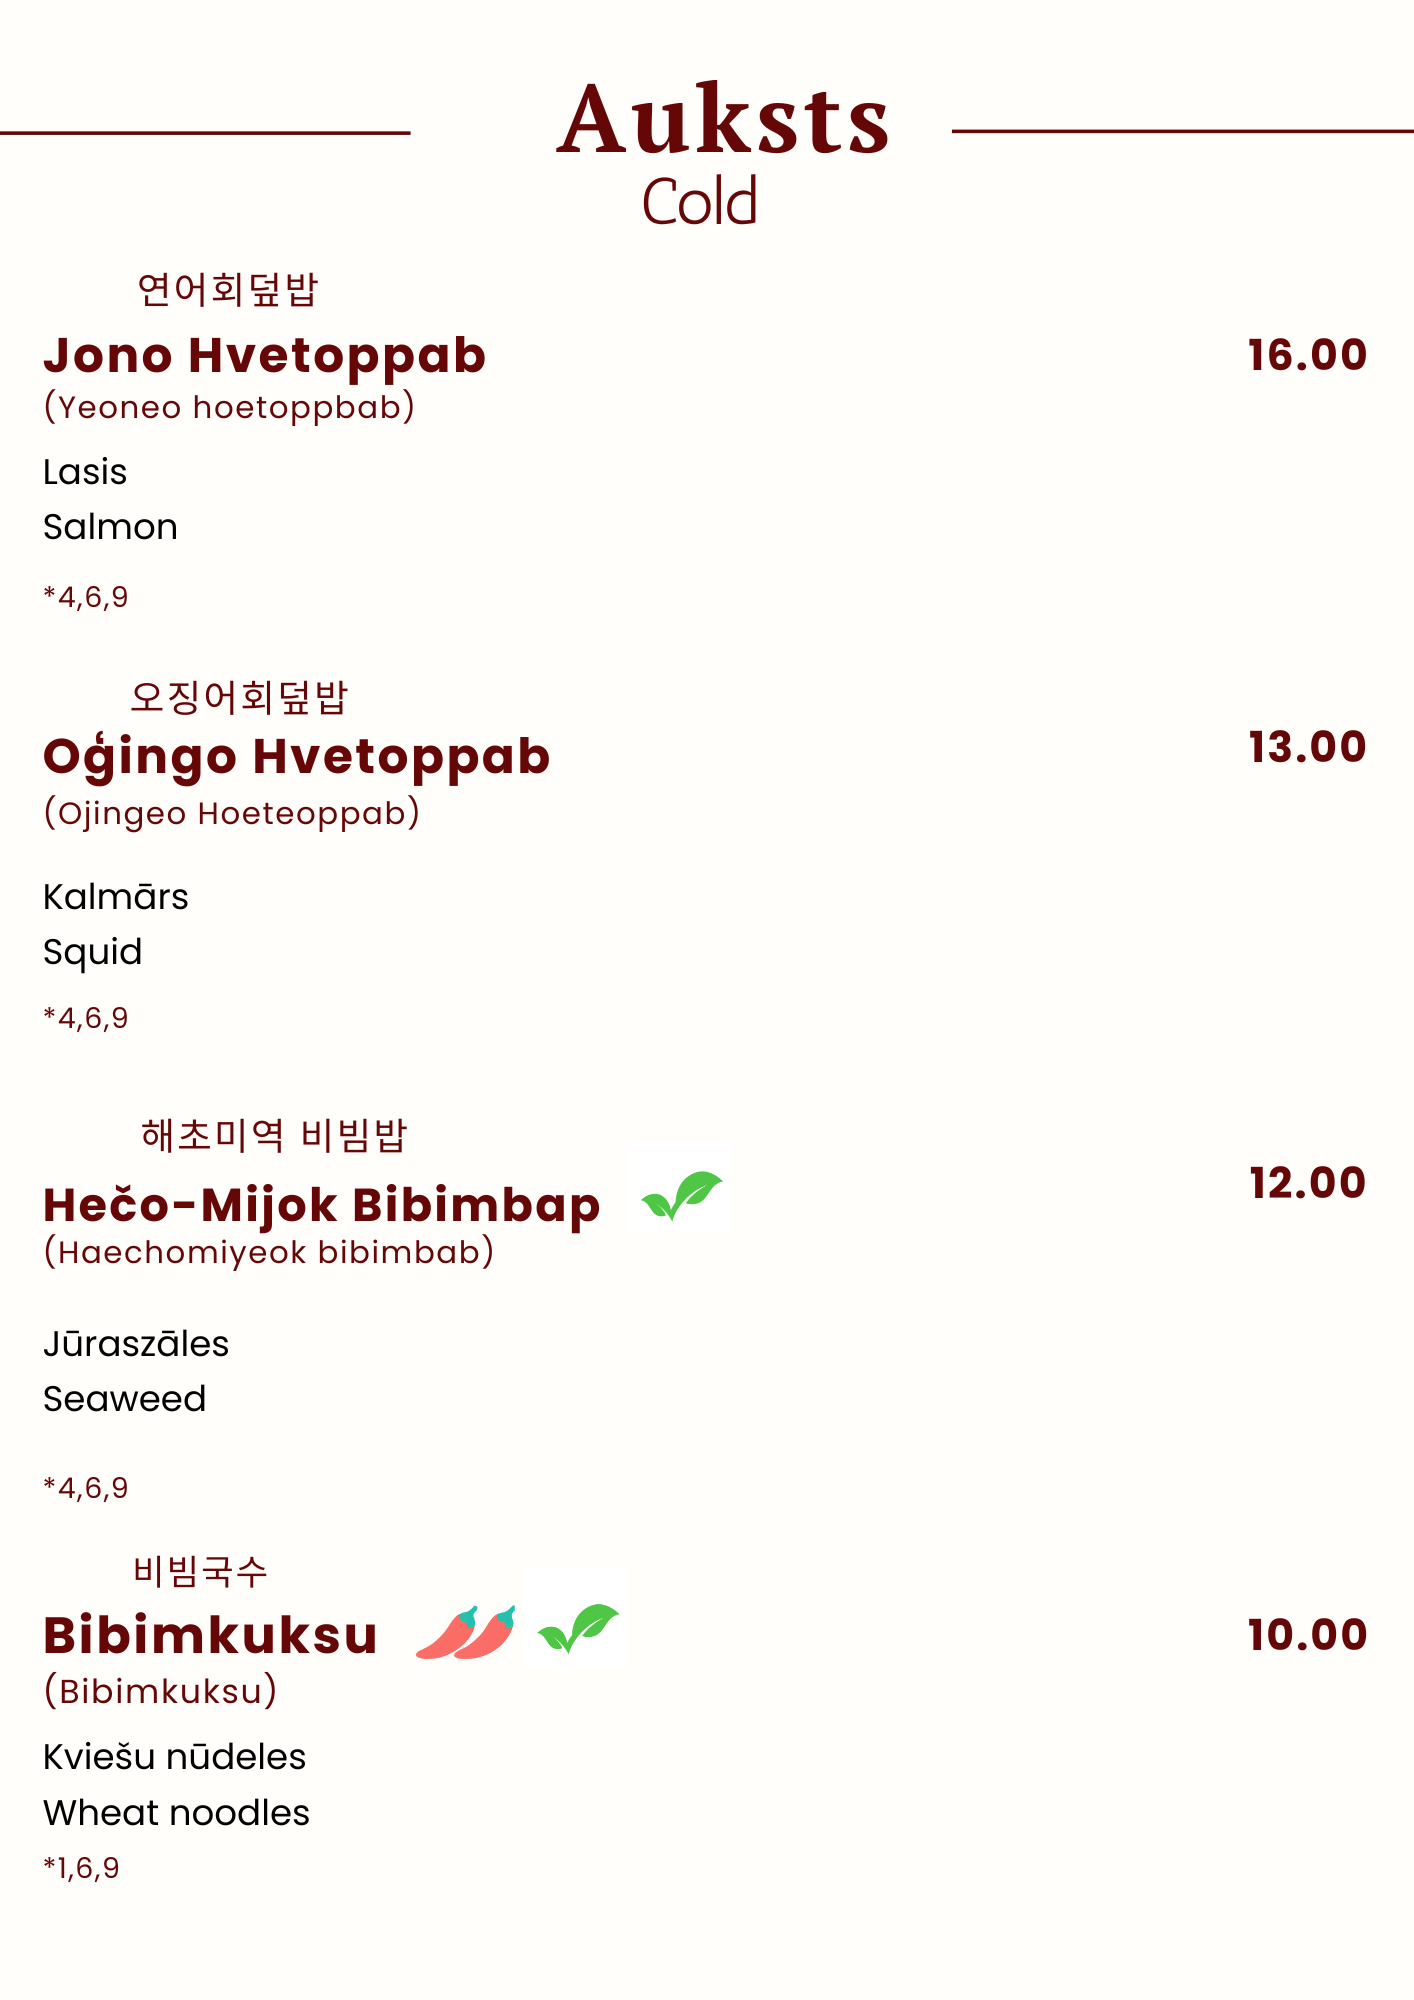 Auksts
Cold
연어회덮밥
Jono Hvetoppab
16.00
(Yeoneo hoetoppbab)
Lasis
Salmon
*4,6,9
오징어회덮밥
Oģingo Hvetoppab
13.00
(Ojingeo Hoeteoppab)
Kalmārs
Squid
*4,6,9
해초미역 비빔밥
Hečo-Mijok Bibimbap
12.00
(Haechomiyeok bibimbab)
Jūraszāles
Seaweed
*4,6,9
비빔국수
Bibimkuksu
10.00
(Bibimkuksu)
Kviešu nūdeles
Wheat noodles
*1,6,9